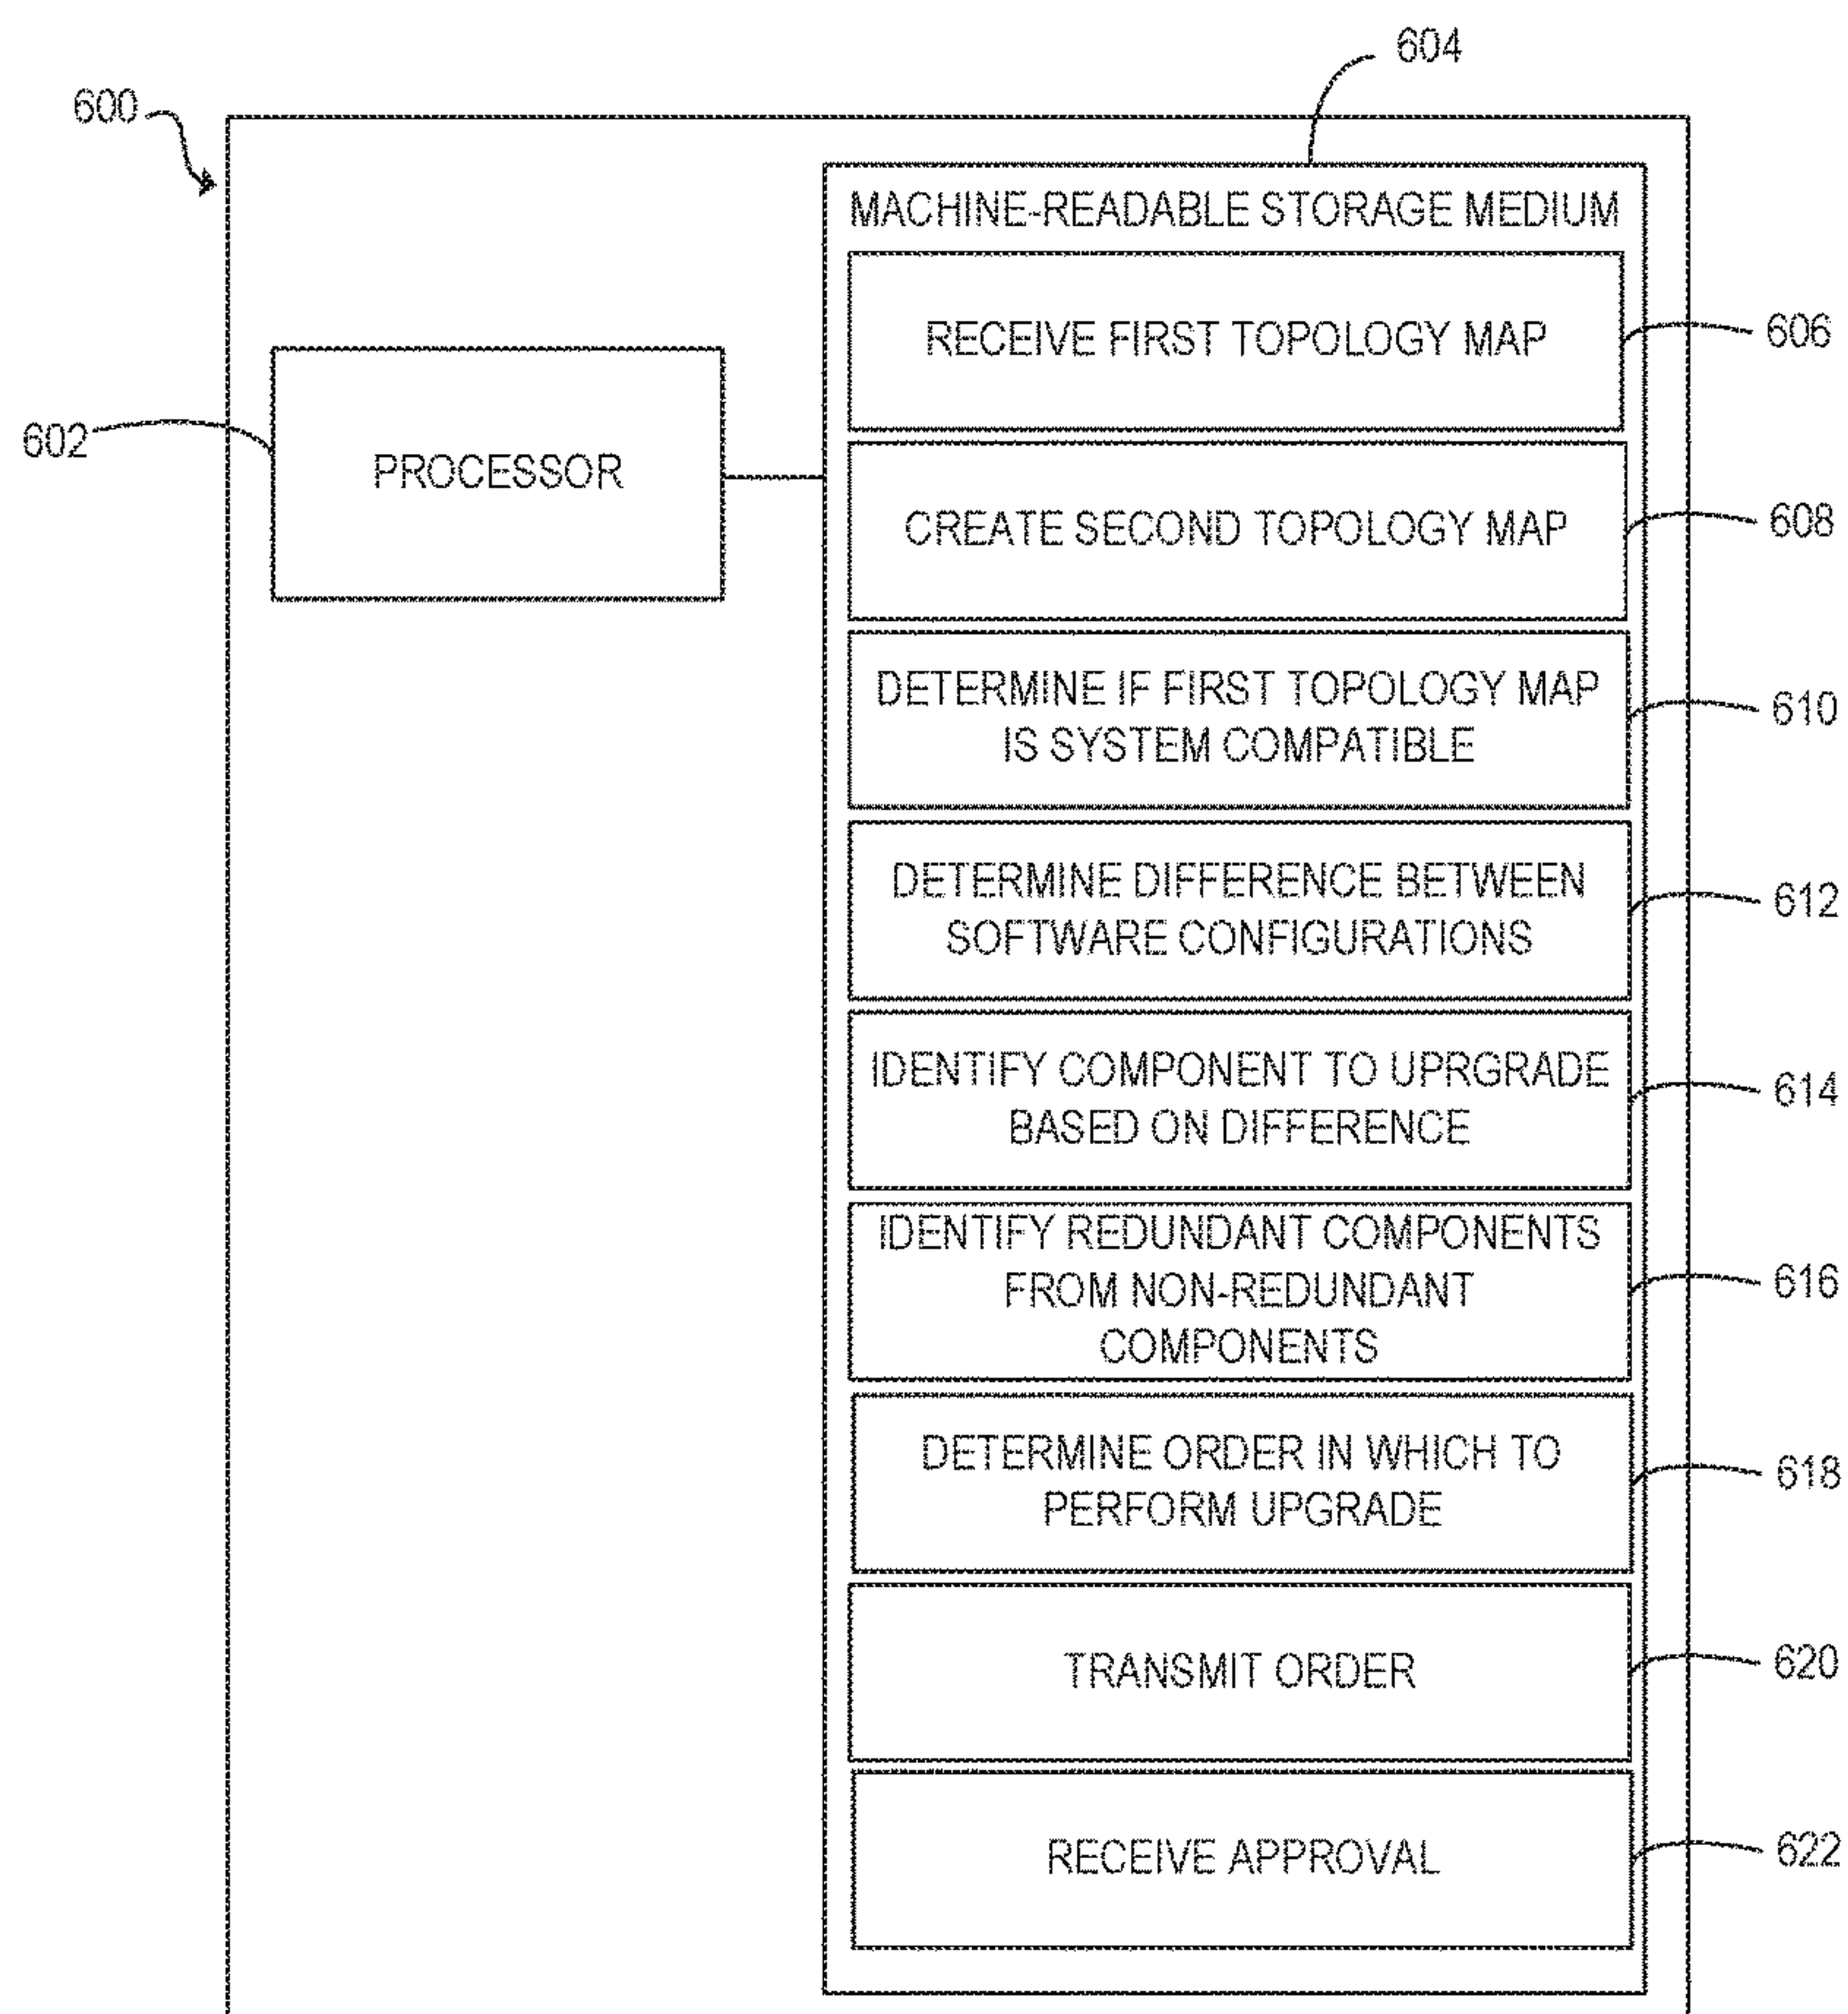 604
600
MACHINE-READABLE STORAGE MEDIUM
RECEIVE FIRST TOPOLOGY MAP
606
602
PROCESSOR
CREATE SECOND TOPOLOGY MAP
608
DETERMINE IF FIRST TOPOLOGY MAP
IS SYSTEM COMPATIBLE
610
DETERMINE DIFFERENCE BETWEEN
SOFTWARE CONFIGURATIONS
612
IDENTIFY COMPONENT TO UPRGRADE
BASED ON DIFFERENCE
614
IDENTIFY REDUNDANT COMPONENTS
FROM NON-REDUNDANT
COMPONENTS
616
DETERMINE ORDER IN WHICH TO
PERFORM UPGRADE
618
TRANSMIT ORDER
620
RECEIVE APPROVAL
622